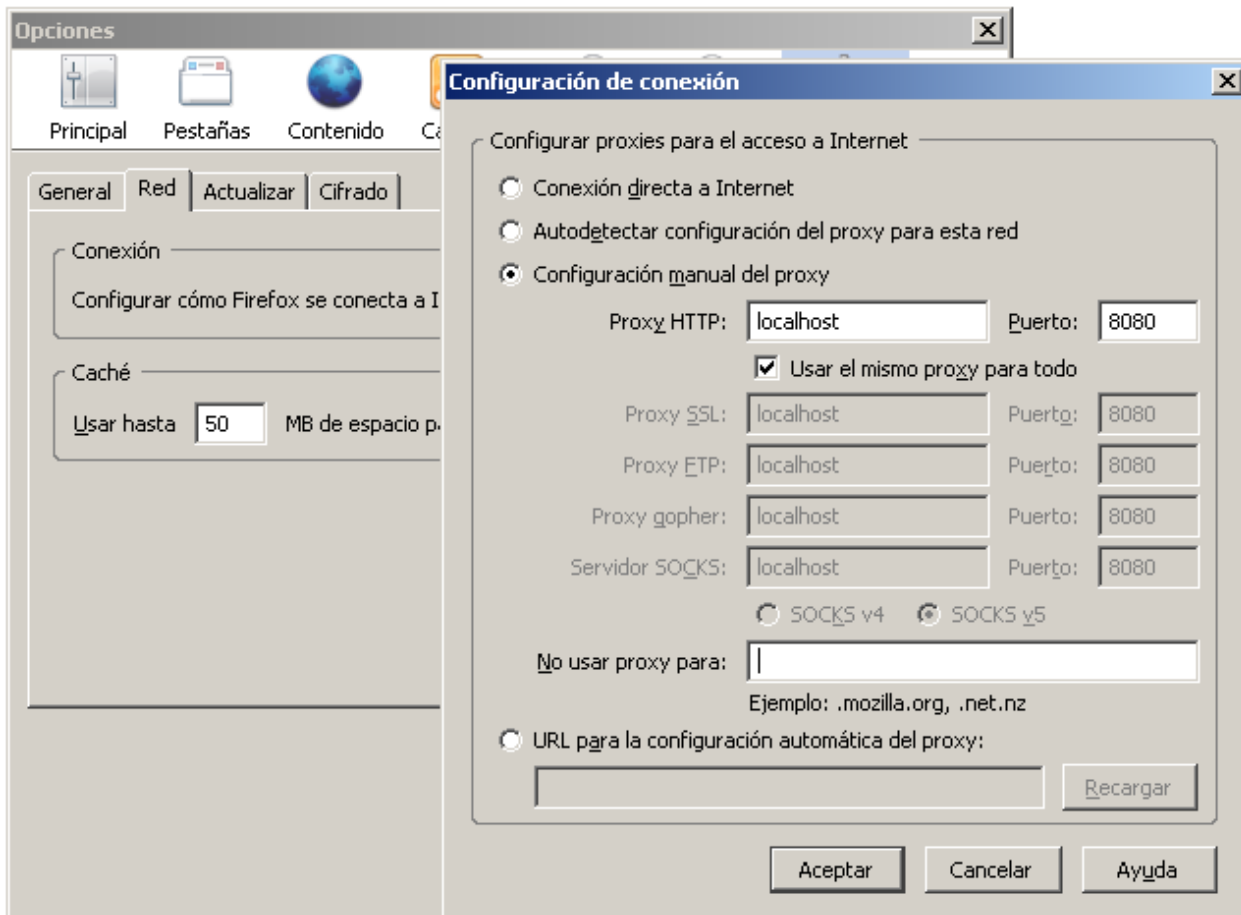 Opciones
Principal Pestañas Contenido
General Red Actualizar Cifrado
Conexión
Configurar cómo Firefox se conecta a I
Caché
Usar hasta 50 MB de espacio
Configuración de conexión
Configurar proxies para el acceso a Internet
Conexión directa a Internet
Autodetectar configuración del proxy para esta red
Configuración manual del proxy
Proxy HTTP: localhost Puerto: 8080
Usar el mismo proxy para todo
Proxy SSL: localhost Puerto: 8080
Proxy FTP: localhost Puerto: 8080
Proxy gopher: localhost Puerto: 8080
Servidor SOCKS: localhost Puerto: 8080
SOCKS v4 SOCKS v5
No usar proxy para:
Ejemplo: .mozilla.org, .net.nz
URL para la configuración automática del proxy:
Recargar
Aceptar Cancelar Ayuda